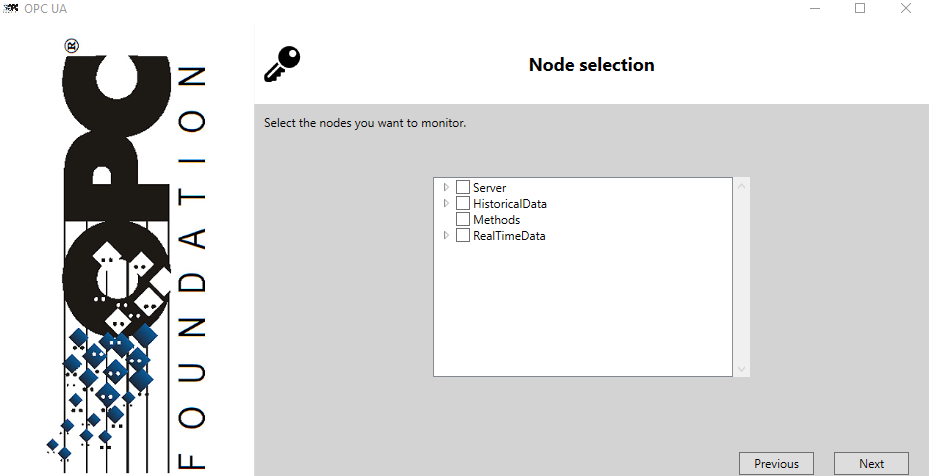 OPC UA
OPC
®
FOUNDATION
Node selection
Select the nodes you want to monitor.
Server
HistoricalData
Methods
RealTimeData
Previous
Next